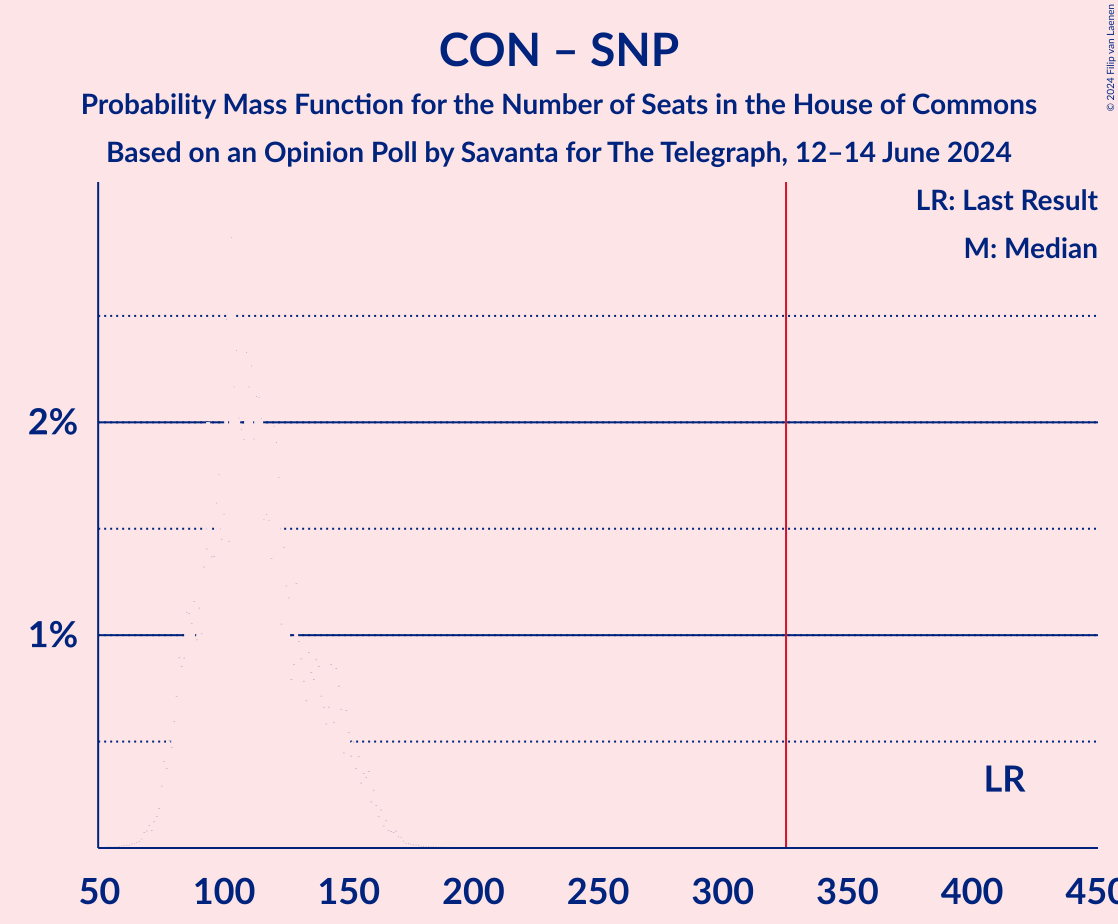 CON – SNP
Probability Mass Function for the Number of Seats in the House of Commons
Based on an Opinion Poll by Savanta for The Telegraph, 12–14 June 2024
© 2024 Filip van Laenen
LR: Last Result
M: Median
2%
1%
LR
50 100 150 200 250 300 350 400 450